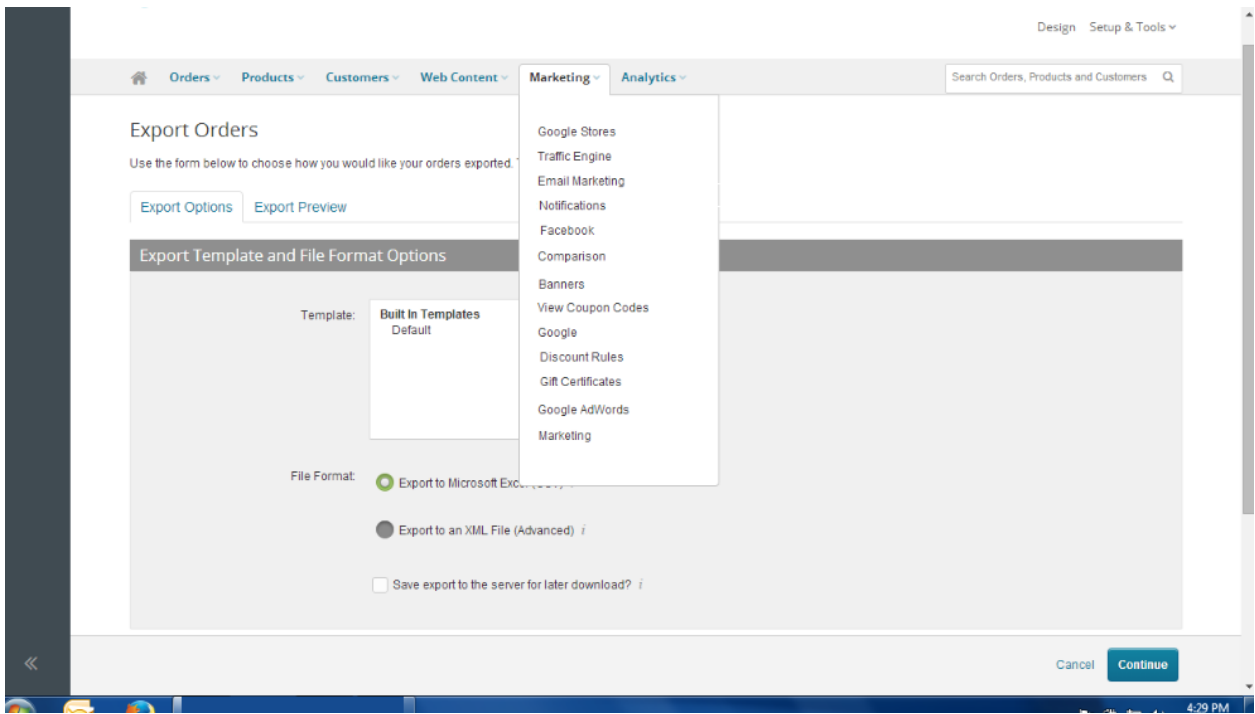 Design Setup & Tools
Orders Products Customers Web Content Marketing Analytics Search Orders, Products and Customers
Export Orders
Use the form below to choose how you would like your orders exported.
Export Options Export Preview
Export Template and File Format Options
Template: Built In Templates
Default
File Format: Export to Microsoft
Export to an XML File (Advanced) i
Save export to the server for later download? i
Google Stores
Traffic Engine
Email Marketing
Notifications
Facebook
Comparison
Banners
View Coupon Codes
Google
Discount Rules
Gift Certificates
Google AdWords
Marketing
Cancel Continue
4:29 PM